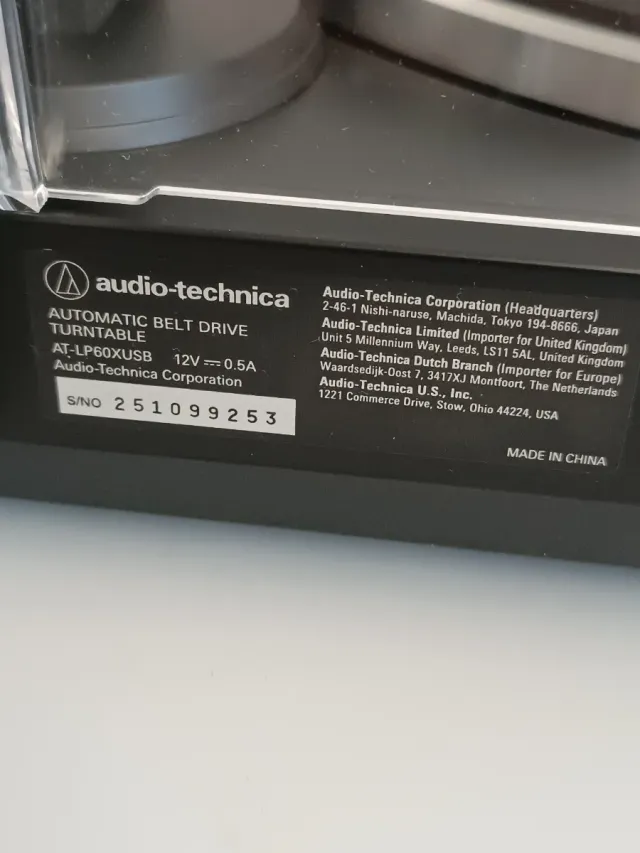 audio-technica
AUTOMATIC BELT DRIVE
TURNTABLE
AT-LP60XUSB 12V ⎓ 0.5A
Audio-Technica Corporation
S/NO 251099253
Audio-Technica Corporation (Headquarters)
2-46-1 Nishi-naruse, Machida, Tokyo 194-8666, Japan
Audio-Technica Limited (Importer for United Kingdom)
Unit 5 Millennium Way, Leeds, LS11 5AL, United Kingdom
Audio-Technica Dutch Branch (Importer for Europe)
Waardsedijk-Oost 7, 3417XJ Montfoort, The Netherlands
Audio-Technica U.S., Inc.
1221 Commerce Drive, Stow, Ohio 44224, USA
MADE IN CHINA